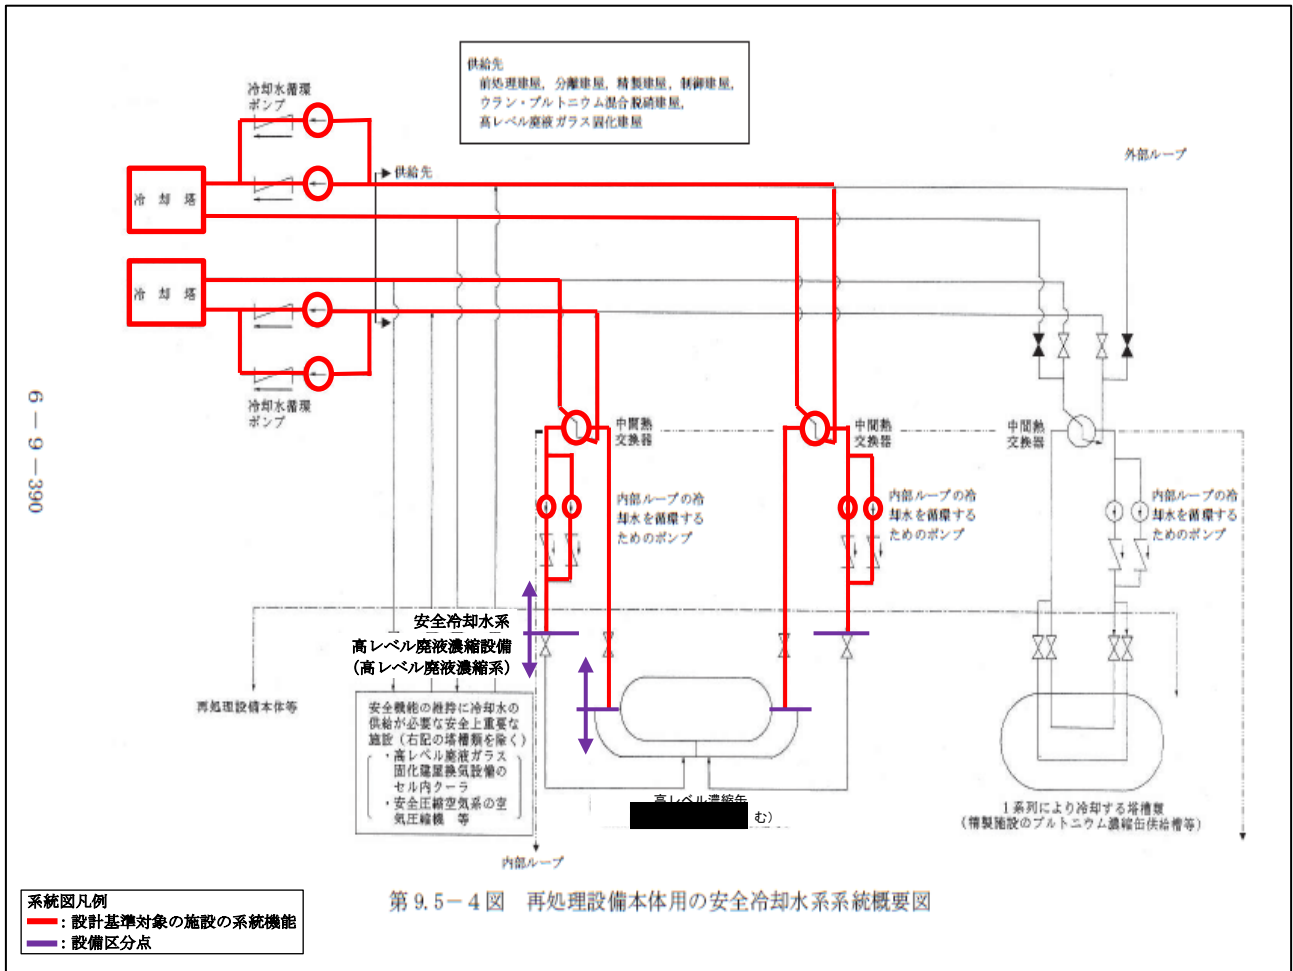 供給先
前処理建屋，分離建屋，精製建屋，制御建屋，
ウラン・プルトニウム混合脱硝建屋，
高レベル廃液ガラス固化建屋
冷却水循環
ポンプ
外部ループ
供給先
冷却塔
冷却塔
冷却水循環
ポンプ
6－9－390
中間熱
交換器
中間熱
交換器
中間熱
交換器
内部ループの冷
却水を循環する
ためのポンプ
内部ループの冷
却水を循環する
ためのポンプ
内部ループの冷
却水を循環する
ためのポンプ
安全冷却水系
高レベル廃液濃縮設備
(高レベル廃液濃縮系)
再処理設備本体等
安全機能の維持に冷却水の
供給が必要な安全上重要な
施設（右記の塔槽類を除く）
・高レベル廃液ガラス
固化建屋換気設備の
セル内クーラ
・安全圧縮空気系の空
気圧縮機　等
高レベル濃縮缶
む）
1系列により冷却する塔槽類
（精製施設のプルトニウム濃縮缶供給槽等）
内部ループ
第9.5－4図　再処理設備本体用の安全冷却水系系統概要図
系統図凡例
：設計基準対象の施設の系統機能
：設備区分点